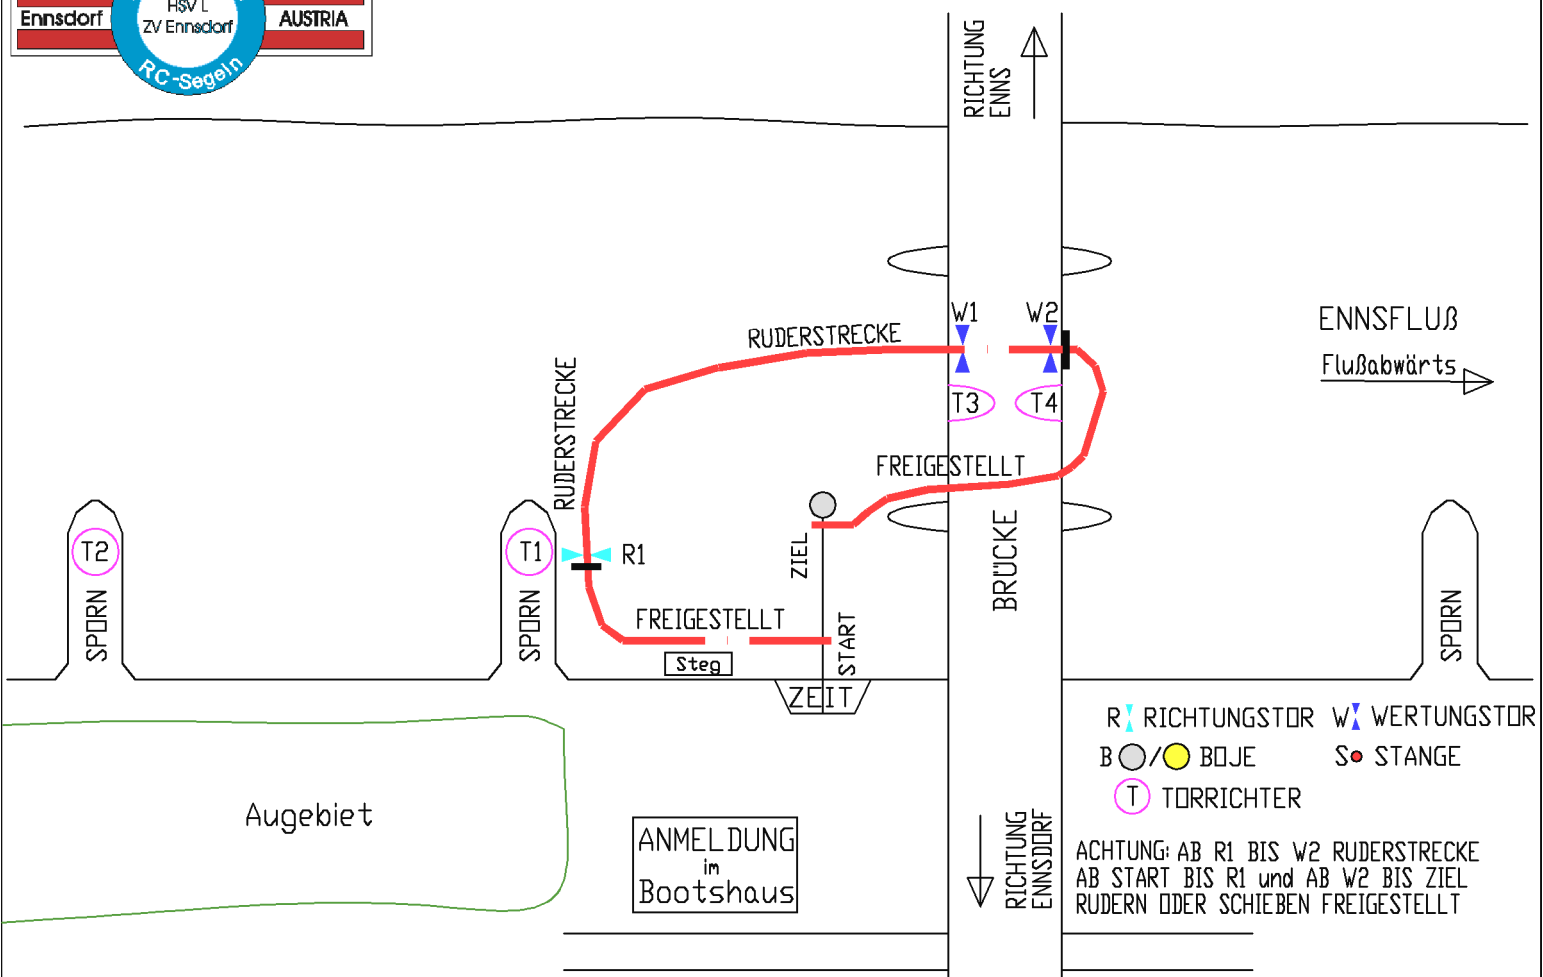 HSV L
Ennsdorf
ZV Ennsdorf
AUSTRIA
RC-Segeln
RICHTUNG
ENNS
W1
W2
ENNSFLUß
RUDERSTRECKE
Flußabwärts
RUDERSTRECKE
T3
T4
FREIGESTELLT
T2
T1
R1
ZIEL
BRÜCKE
SPORN
SPORN
FREIGESTELLT
START
SPORN
Steg
ZEIT
R RICHTUNGSTOR
W WERTUNGSTOR
B / BOJE
S STANGE
T TORRICHTER
Augebiet
ANMELDUNG
im
Bootshaus
RICHTUNG
ENNSDORF
ACHTUNG: AB R1 BIS W2 RUDERSTRECKE
AB START BIS R1 und AB W2 BIS ZIEL
RUDERN ODER SCHIEBEN FREIGESTELLT